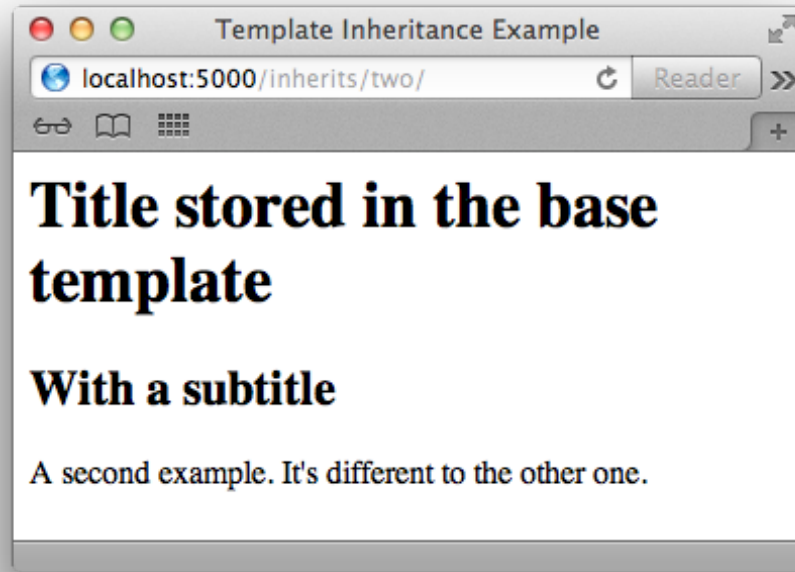 Template Inheritance Example
localhost:5000/inherits/two/
Reader
Title stored in the base
template
With a subtitle
A second example. It's different to the other one.